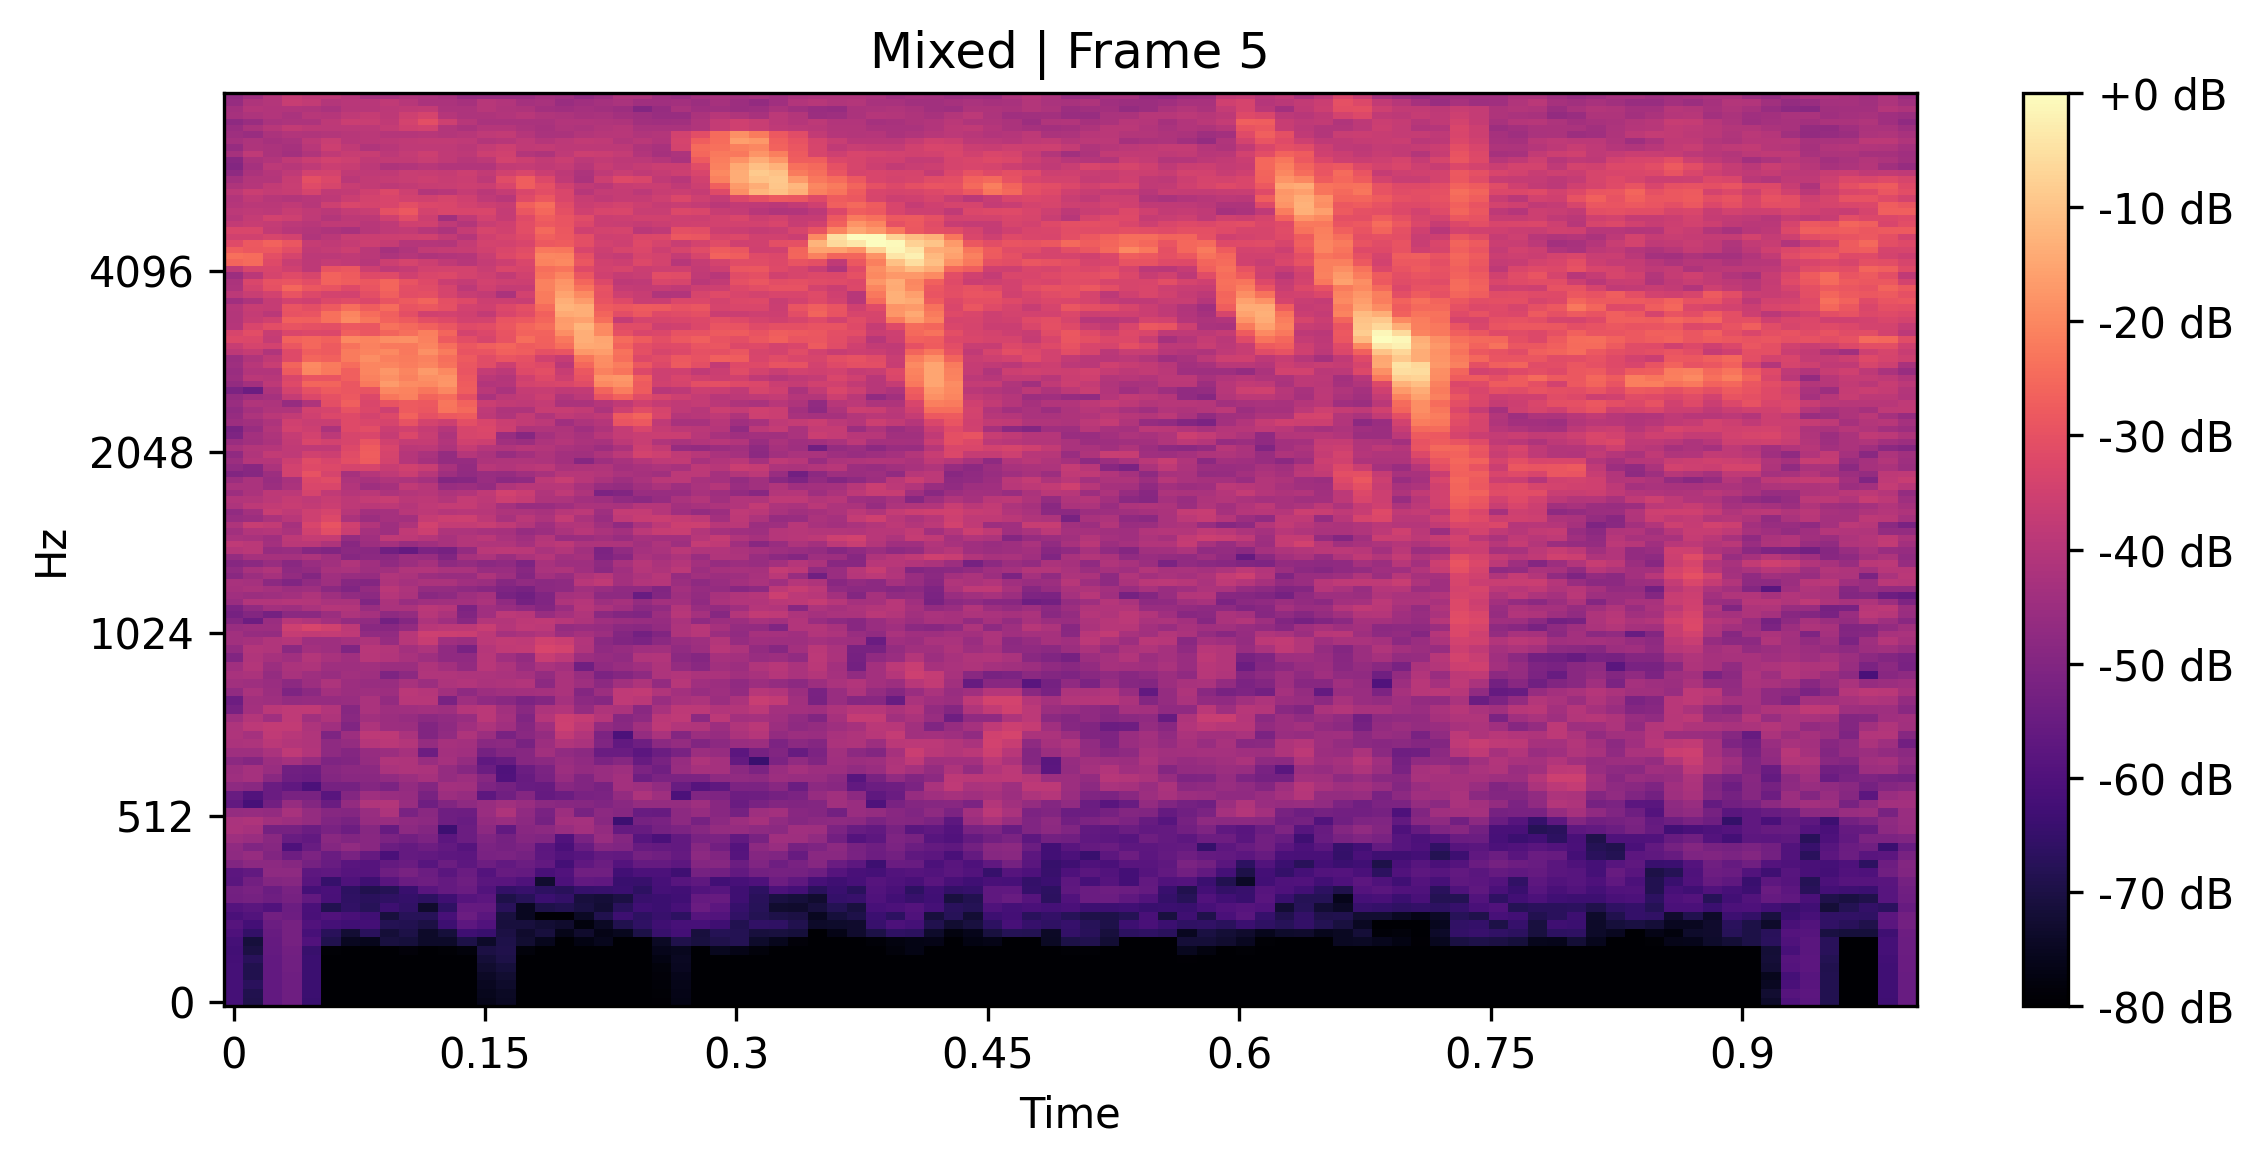 Mixed | Frame 5
Hz
4096
2048
1024
512
0
0 0.15 0.3 0.45 0.6 0.75 0.9
Time
+0 dB
-10 dB
-20 dB
-30 dB
-40 dB
-50 dB
-60 dB
-70 dB
-80 dB